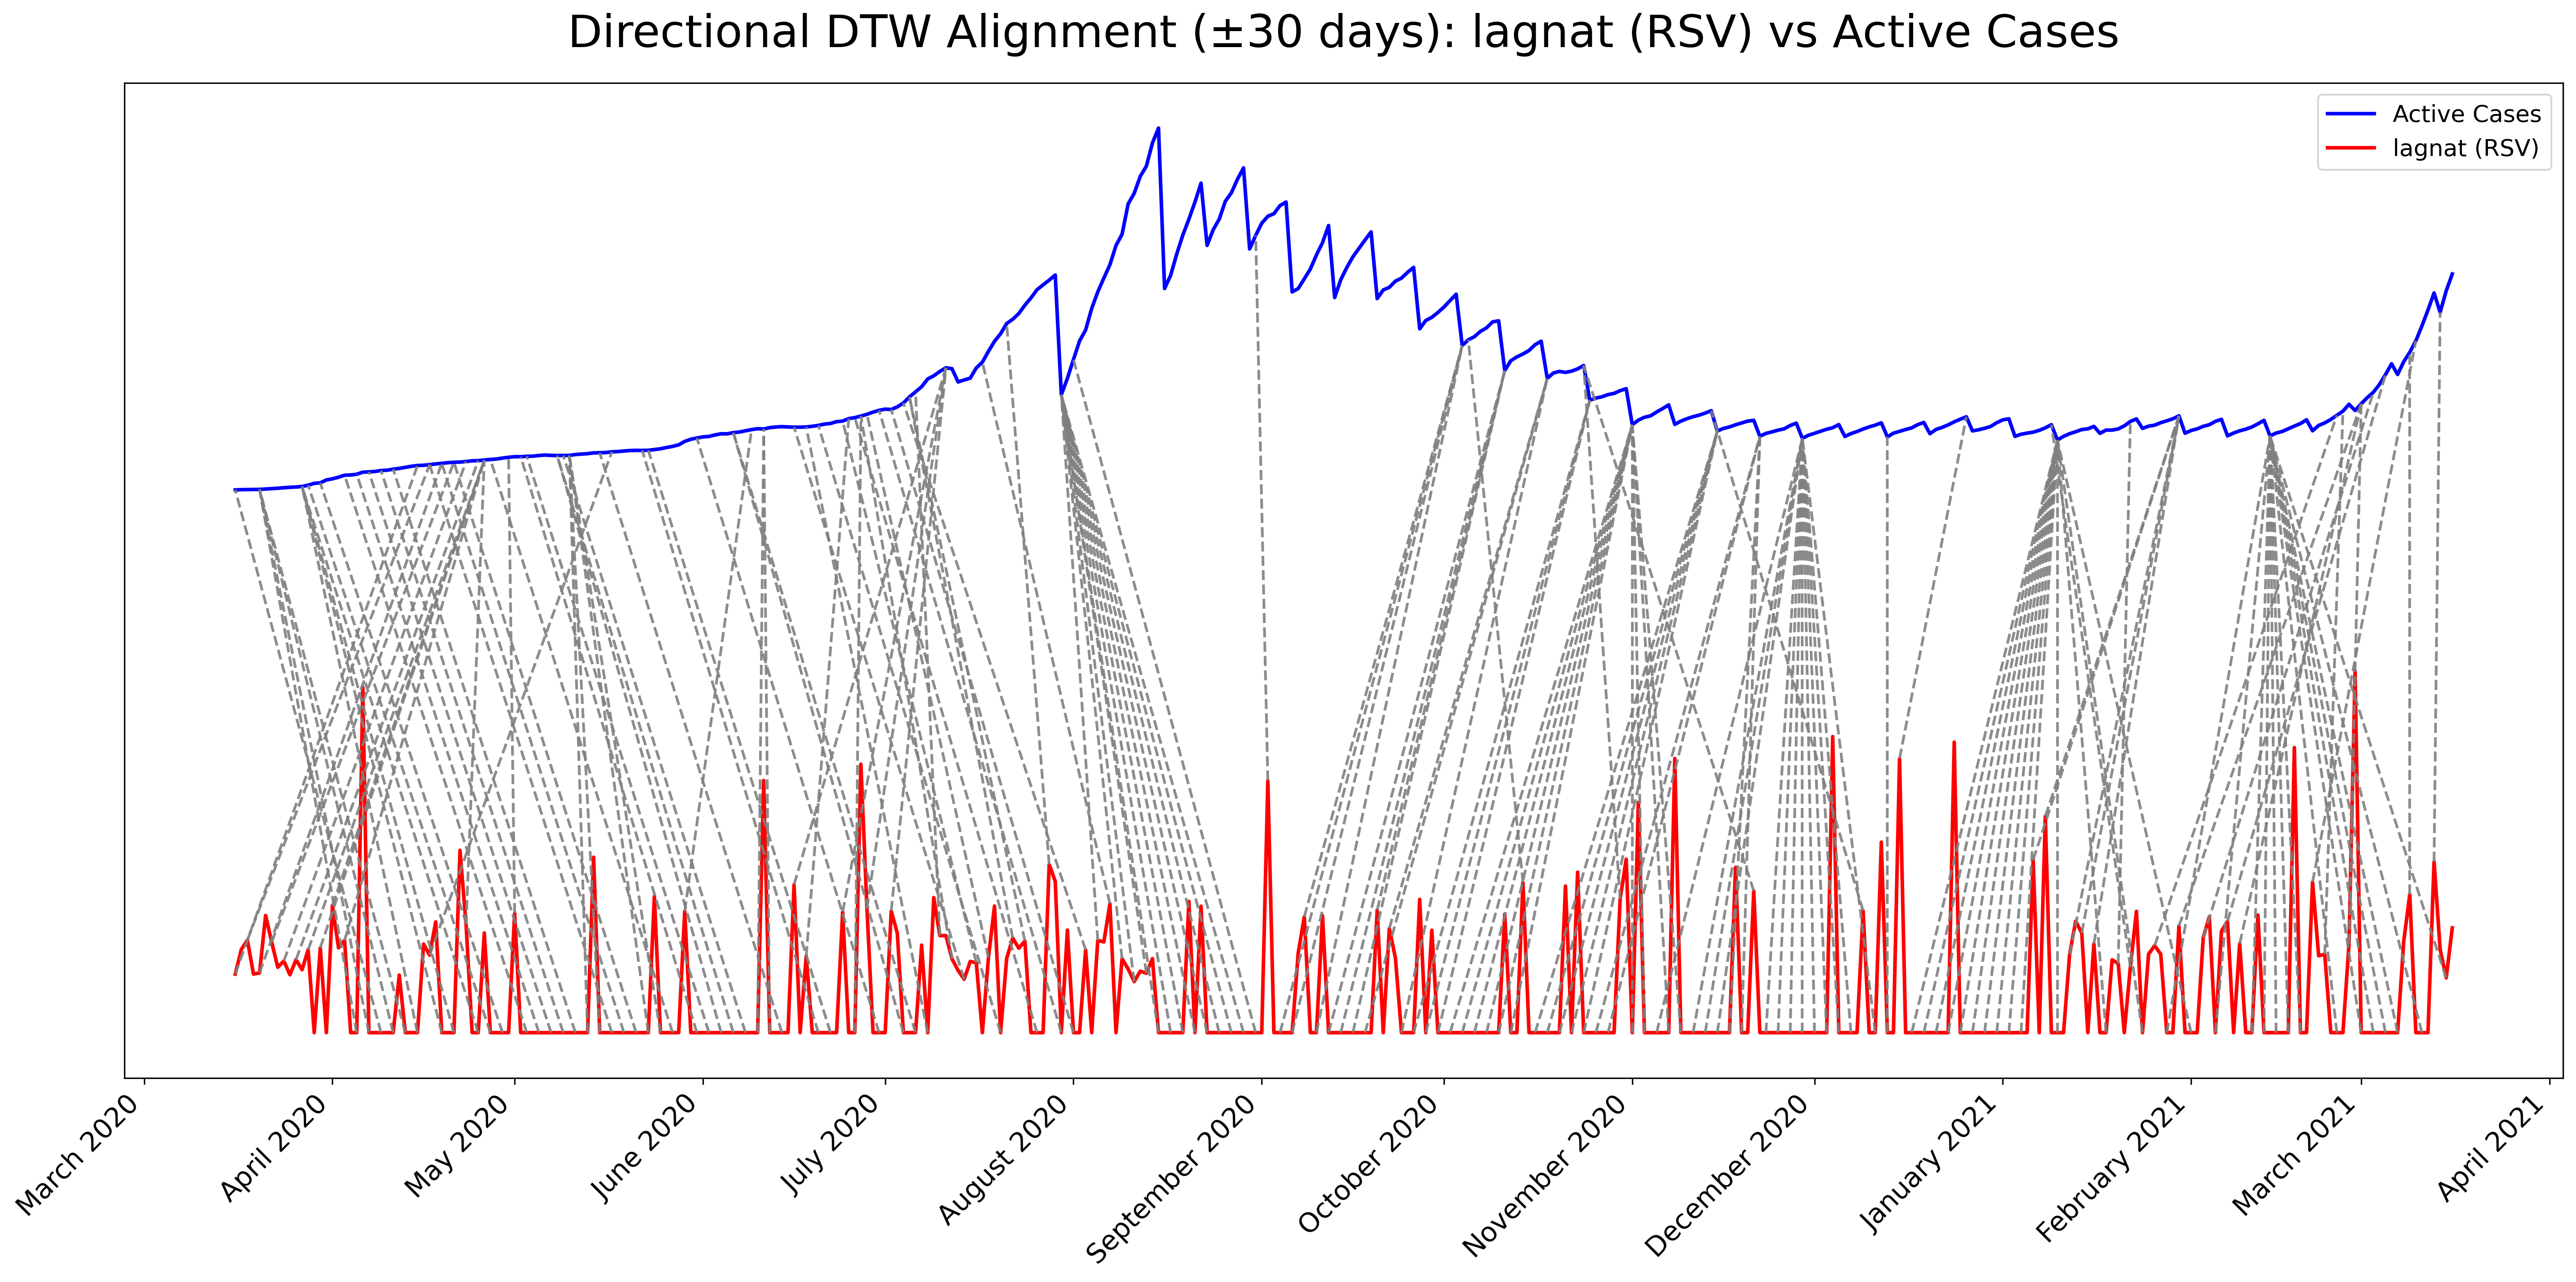 Directional DTW Alignment (±30 days): lagnat (RSV) vs Active Cases
Active Cases
lagnat (RSV)
March 2020
April 2020
May 2020
June 2020
July 2020
August 2020
September 2020
October 2020
November 2020
December 2020
January 2021
February 2021
March 2021
April 2021